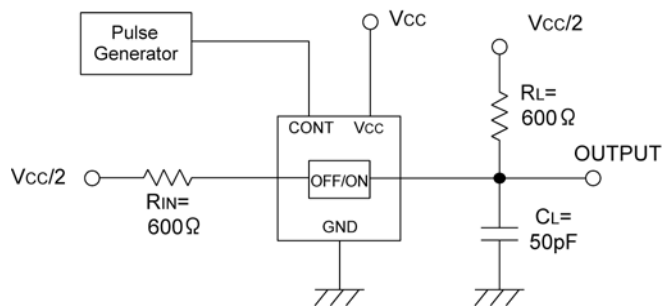 Pulse
Generator
VCC
VCC/2
RL=
600Ω
CONT VCC
OUTPUT
VCC/2
OFF/ON
RIN=
600Ω
GND
CL=
50pF